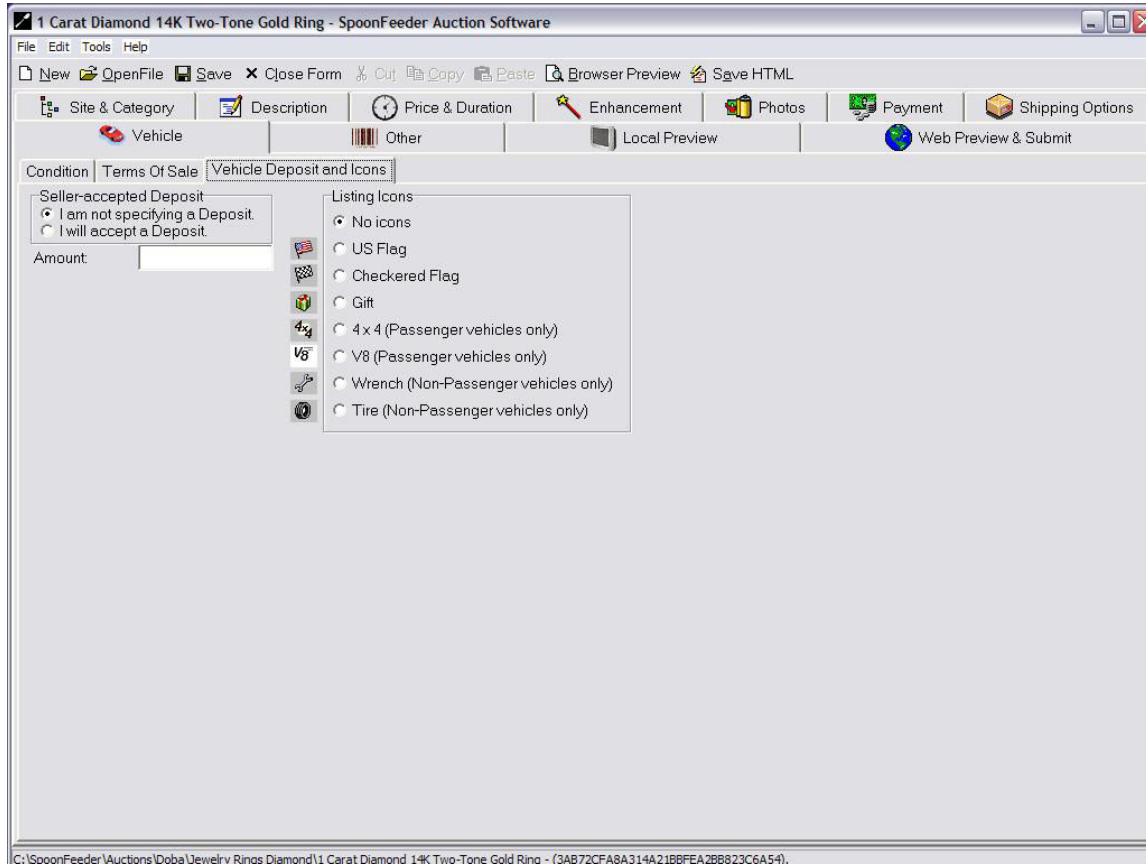 1 Carat Diamond 14K Two-Tone Gold Ring - SpoonFeeder Auction Software
File Edit Tools Help
New OpenFile Save Close Form Cut Copy Paste Browser Preview Save HTML
Site & Category Description Price & Duration Enhancement Photos Payment Shipping Options
Vehicle Other Local Preview Web Preview & Submit
Condition Terms Of Sale Vehicle Deposit and Icons
Seller-accepted Deposit
I am not specifying a Deposit.
I will accept a Deposit.
Amount:
Listing Icons
No icons
US Flag
Checkered Flag
Gift
4x4 4 x 4 (Passenger vehicles only)
V8 V8 (Passenger vehicles only)
Wrench (Non-Passenger vehicles only)
Tire (Non-Passenger vehicles only)
C:\SpoonFeeder\Auctions\Doba\Jewelry Rings Diamond\1 Carat Diamond 14K Two-Tone Gold Ring - (3AB72CFA8A314A21BBFEA2BB823C6A54).